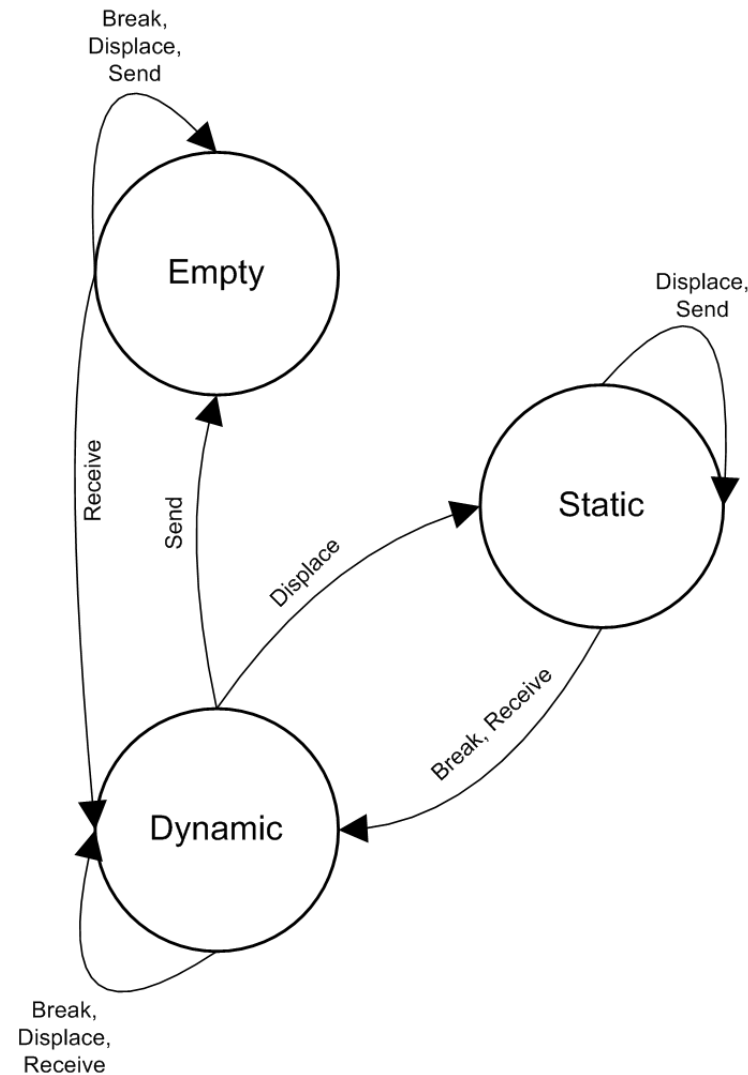 Break,
Displace,
Send
Empty
Displace,
Send
Receive
Send
Static
Displace
Break, Receive
Dynamic
Break,
Displace,
Receive